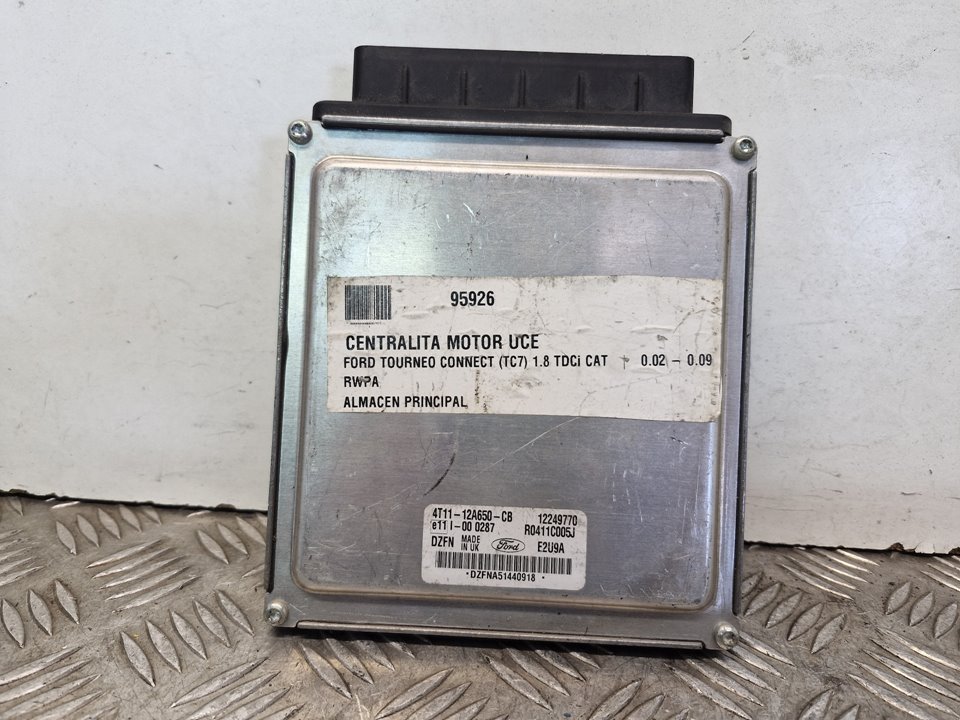 95926
CENTRALITA MOTOR UCE
FORD TOURNEO CONNECT (TC7) 1.8 TDCi CAT | 0.02 - 0.09
RWPA
ALMACEN PRINCIPAL
4T11-12A650-CB 12249770
e11 I-00 0287 R0411C005J
DZFN MADE IN UK Ford E2U9A
•DZFNA51440918•